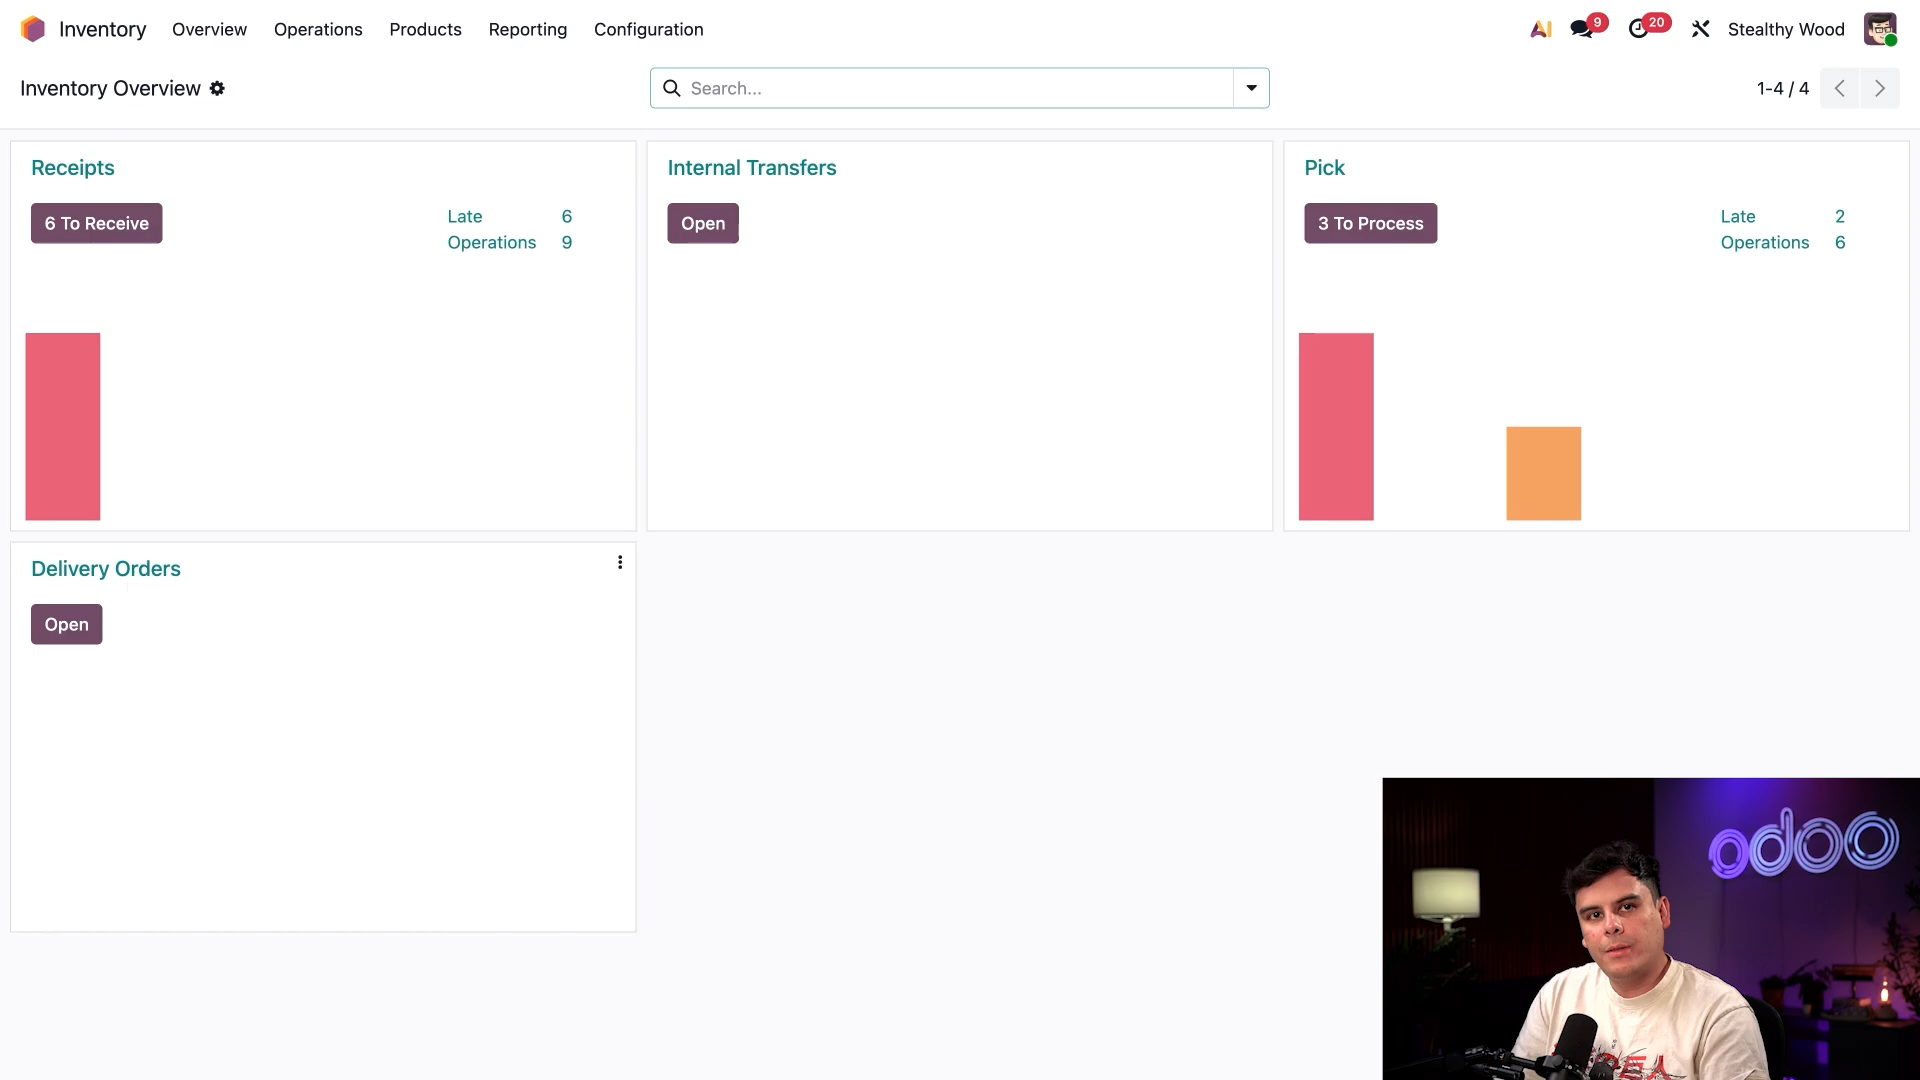 Inventory Overview Operations Products Reporting Configuration AI 9 20 Stealthy Wood
Inventory Overview Search... 1-4 / 4
Receipts
6 To Receive
Late 6
Operations 9
Internal Transfers
Open
Pick
3 To Process
Late 2
Operations 6
Delivery Orders
Open
odoo